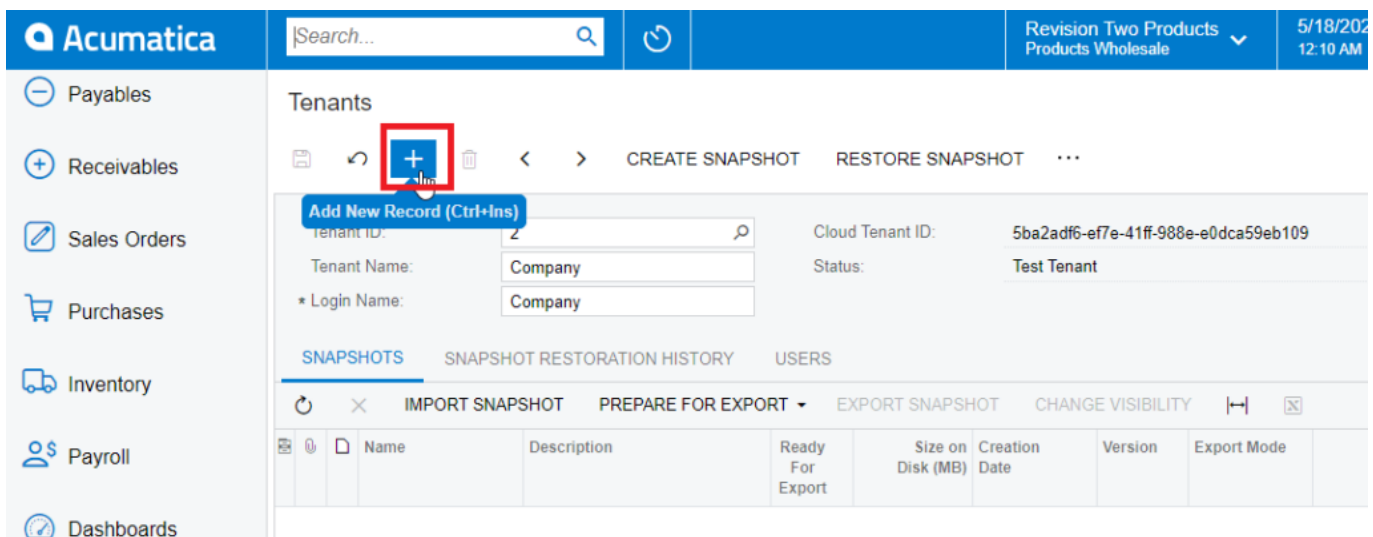 Acumatica
Search...
Revision Two Products
Products Wholesale
5/18/202
12:10 AM
Payables
Receivables
Sales Orders
Purchases
Inventory
Payroll
Dashboards
Tenants
CREATE SNAPSHOT RESTORE SNAPSHOT ...
Add New Record (Ctrl+Ins)
Tenant ID: 2
Cloud Tenant ID: 5ba2adf6-ef7e-41ff-988e-e0dca59eb109
Tenant Name: Company
Status: Test Tenant
* Login Name: Company
SNAPSHOTS SNAPSHOT RESTORATION HISTORY USERS
IMPORT SNAPSHOT PREPARE FOR EXPORT EXPORT SNAPSHOT CHANGE VISIBILITY
Name
Description
Ready
For
Export
Size on
Disk (MB)
Creation
Date
Version
Export Mode